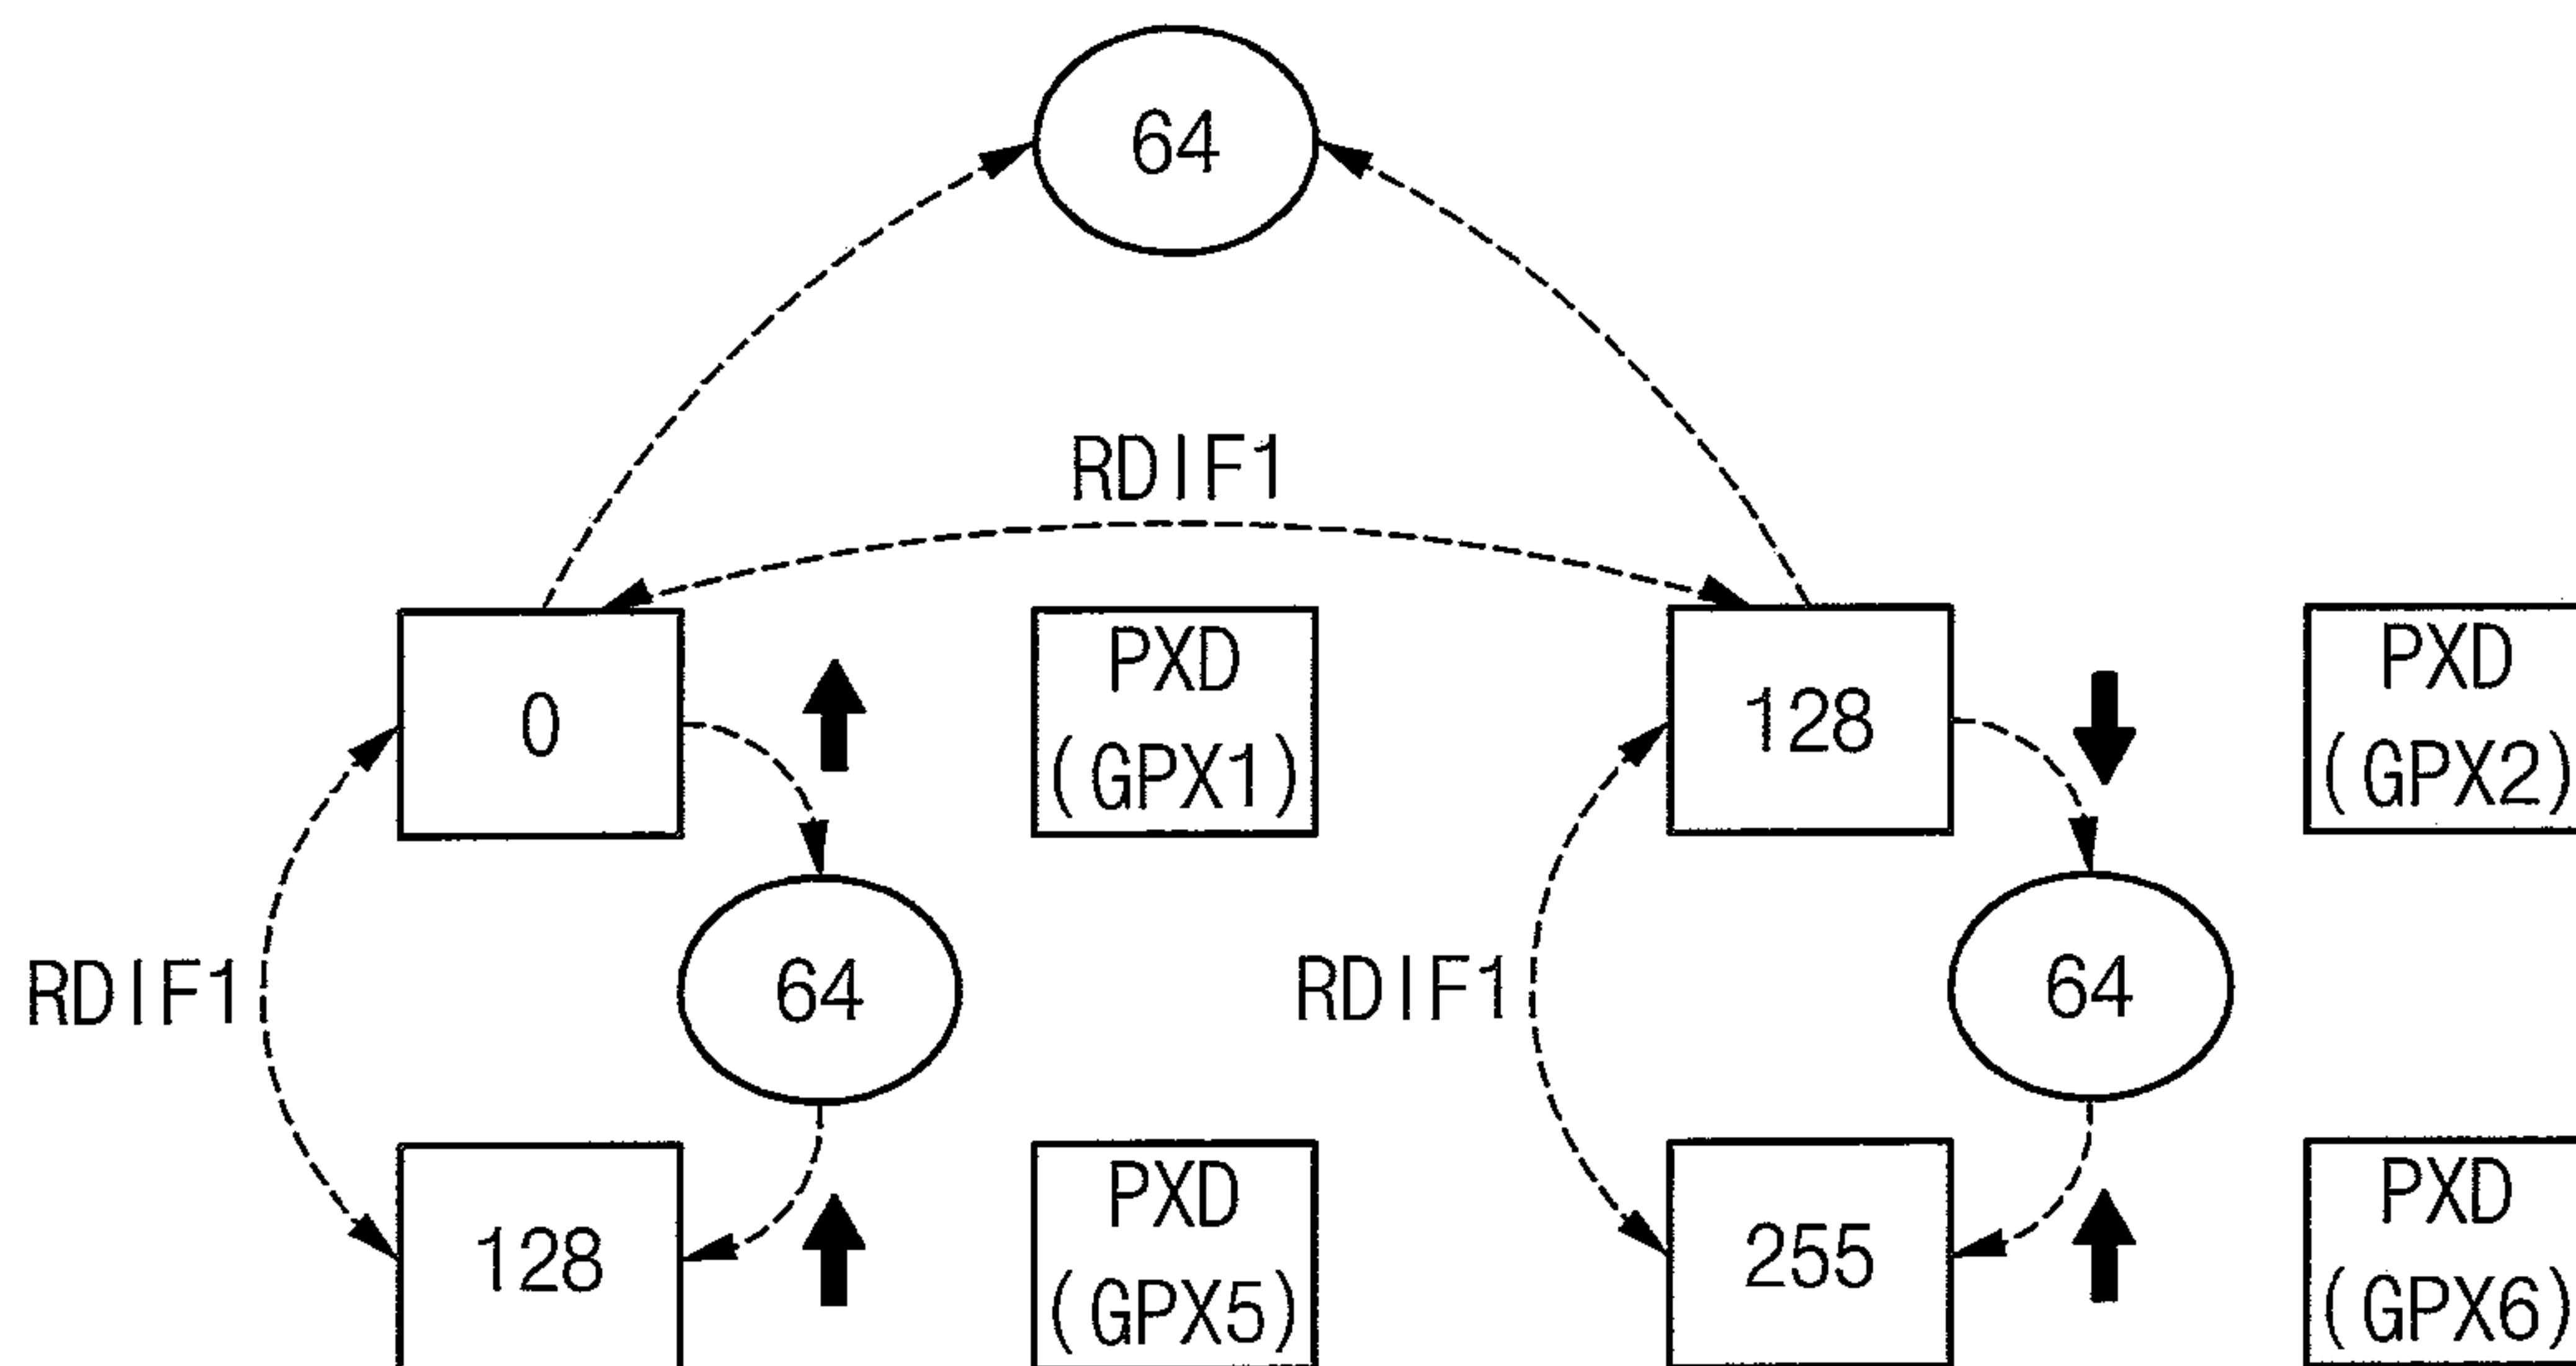 64
RDIF1
0
PXD
(GPX1)
128
PXD
(GPX2)
RDIF1
64
RDIF1
64
128
PXD
(GPX5)
255
PXD
(GPX6)